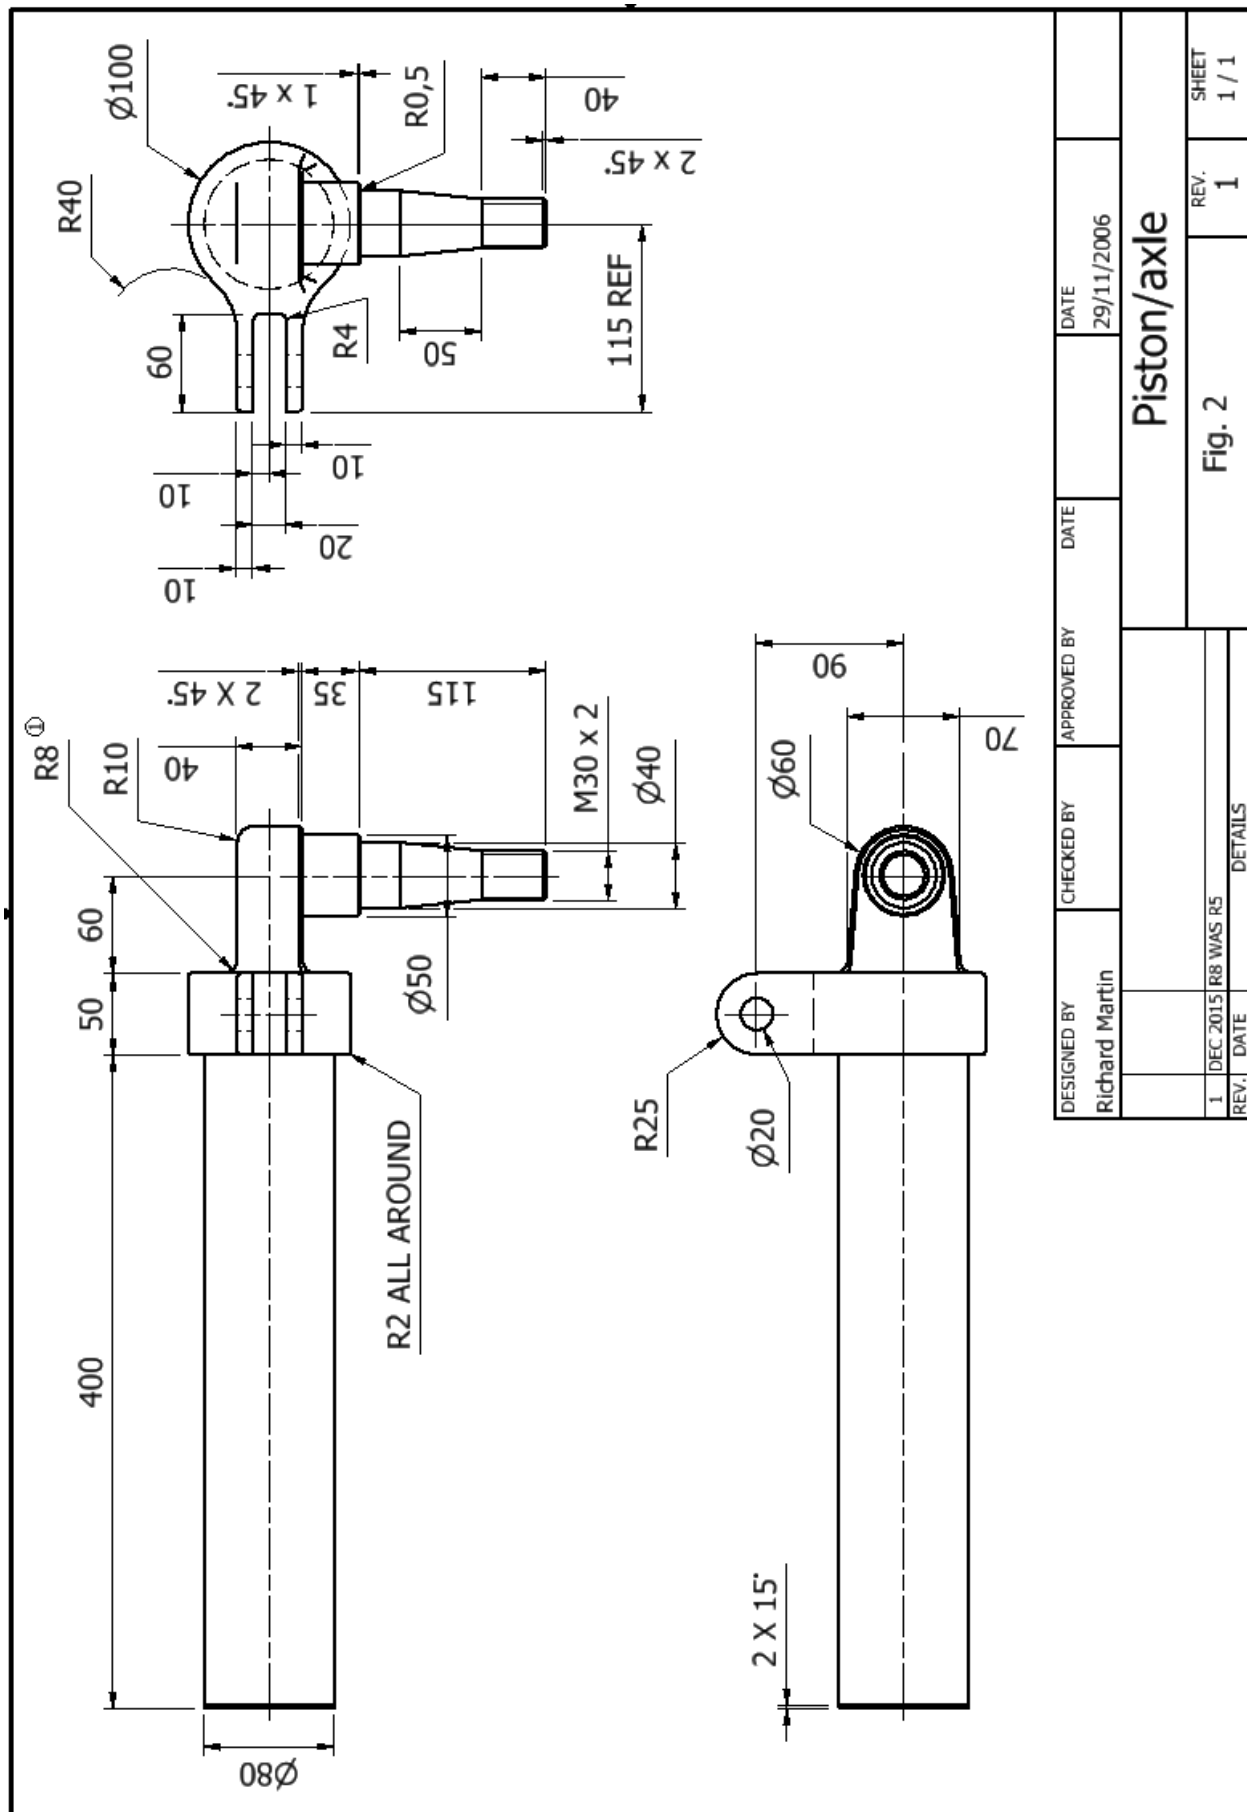 Ø80
400
50
60
R8 ①
R10
40
2 X 45°
35
115
M30 x 2
Ø40
Ø50
R2 ALL AROUND
R40
Ø100
1 x 45°
R0,5
40
2 x 45°
60
R4
50
115 REF
10
10
20
10
2 X 15°
R25
Ø20
Ø60
90
70
DESIGNED BY
Richard Martin
CHECKED BY
APPROVED BY
DATE
DATE
29/11/2006
Piston/axle
Fig. 2
REV.
1
SHEET
1 / 1
1 DEC 2015 R8 WAS R5
REV. DATE DETAILS